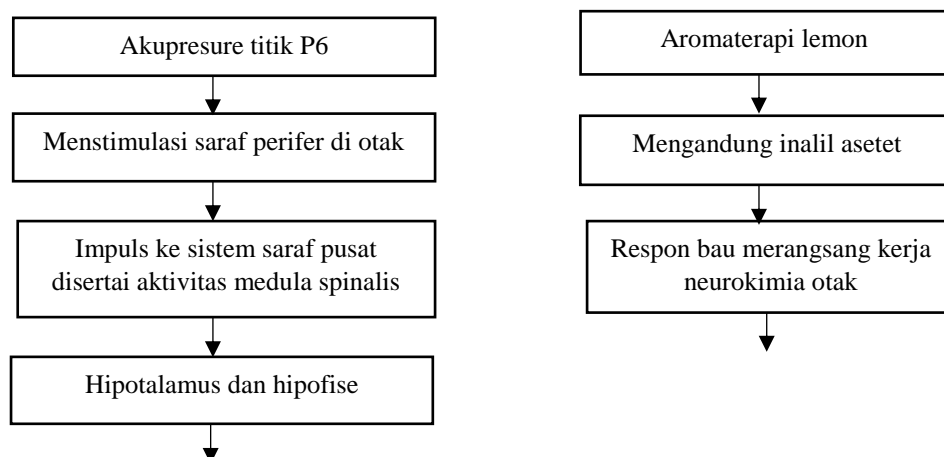 Akupresure titik P6
Menstimulasi saraf perifer di otak
Impuls ke sistem saraf pusat
disertai aktivitas medula spinalis
Hipotalamus dan hipofise
Aromaterapi lemon
Mengandung inalil asetet
Respon bau merangsang kerja
neurokimia otak